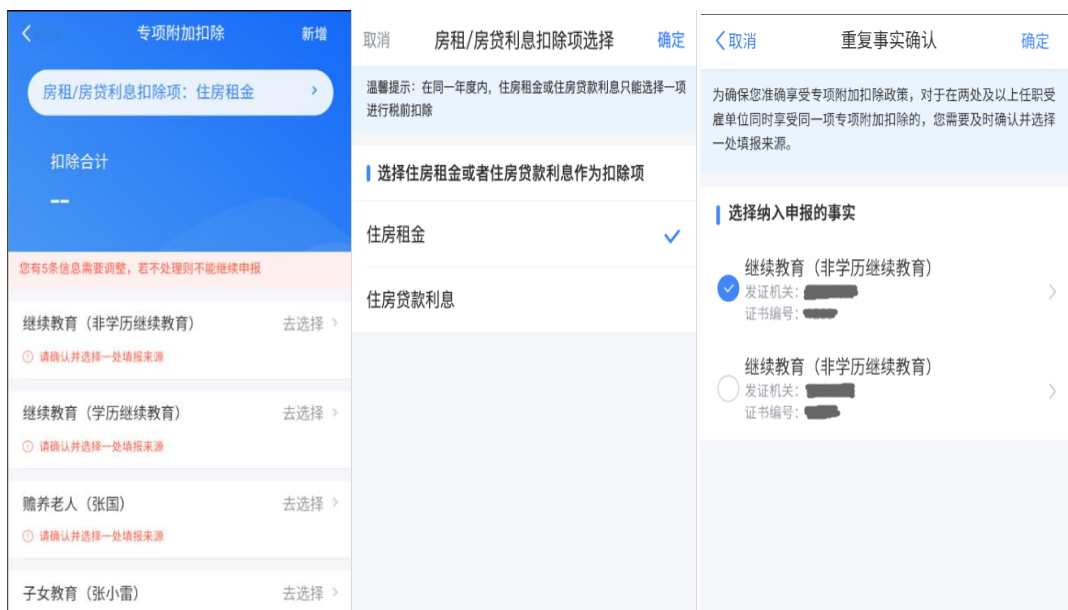 专项附加扣除
新增
房租/房贷利息扣除项：住房租金
扣除合计
--
您有5条信息需要调整，若不处理则不能继续申报
继续教育（非学历继续教育）
去选择
请确认并选择一处填报来源
继续教育（学历继续教育）
去选择
请确认并选择一处填报来源
赡养老人（张国）
去选择
请确认并选择一处填报来源
子女教育（张小雷）
去选择
取消
房租/房贷利息扣除项选择
确定
温馨提示：在同一年度内，住房租金或住房贷款利息只能选择一项
进行税前扣除
选择住房租金或者住房贷款利息作为扣除项
住房租金
住房贷款利息
取消
重复事实确认
确定
为确保您准确享受专项附加扣除政策，对于在两处及以上任职受
雇单位同时享受同一项专项附加扣除的，您需要及时确认并选择
一处填报来源。
选择纳入申报的事实
继续教育（非学历继续教育）
发证机关：
证书编号：
继续教育（非学历继续教育）
发证机关：
证书编号：